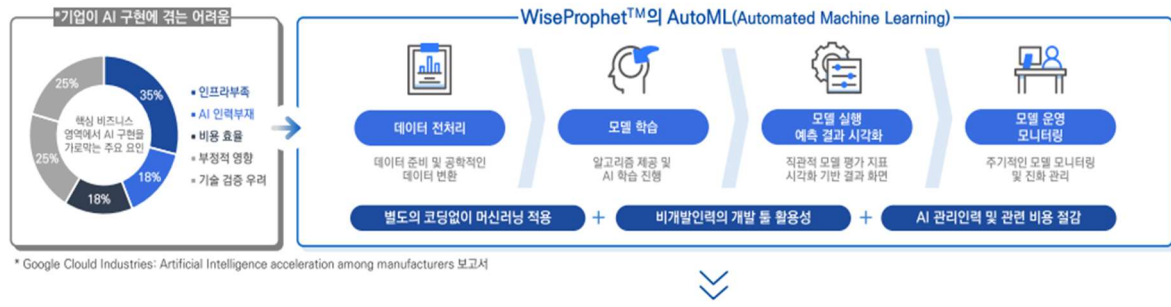 *기업이 AI 구현에 겪는 어려움
25%
35%
25%
18%
18%
핵심 비즈니스
영역에서 AI 구현을
가로막는 주요 요인
인프라부족
AI 인력부재
비용 효율
부정적 영향
기술 검증 우려
WiseProphet™의 AutoML(Automated Machine Learning)
데이터 전처리
데이터 준비 및 공학적인
데이터 변환
모델 학습
알고리즘 제공 및
AI 학습 진행
모델 실행
예측 결과 시각화
직관적 모델 평가 지표
시각화 기반 결과 화면
모델 운영
모니터링
주기적인 모델 모니터링
및 진화 관리
별도의 코딩없이 머신러닝 적용 + 비개발인력의 개발 툴 활용성 + AI 관리인력 및 관련 비용 절감
* Google Clould Industries: Artificial Intelligence acceleration among manufacturers 보고서